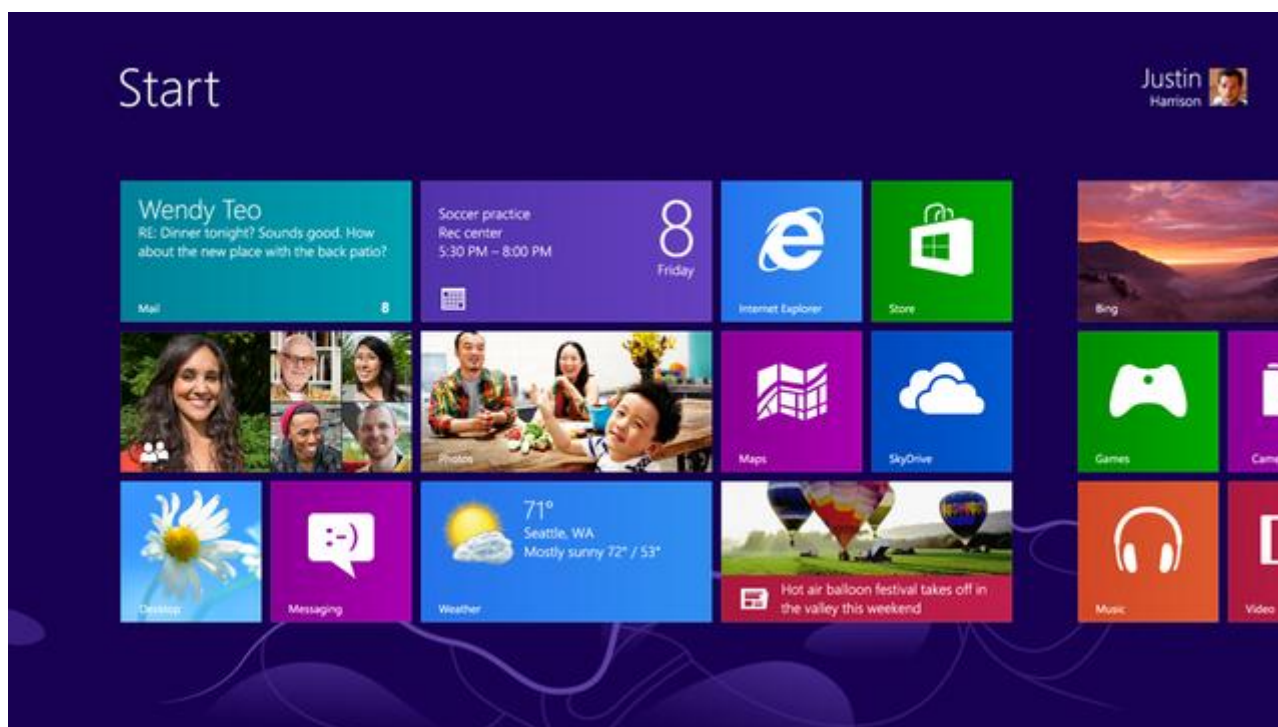 Start
Justin
Harrison
Wendy Teo
RE: Dinner tonight? Sounds good. How
about the new place with the back patio?
Mail
8
Soccer practice
Rec center
5:30 PM – 8:00 PM
8
Friday
Internet Explorer
Store
Bing
Photos
Maps
SkyDrive
Games
Came
Desktop
Messaging
71°
Seattle, WA
Mostly sunny 72° / 53°
Weather
Hot air balloon festival takes off in
the valley this weekend
Music
Video